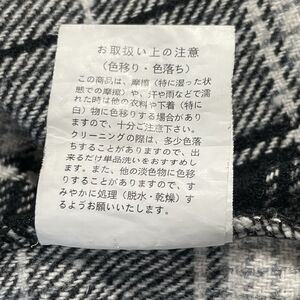 お取扱い上の注意
（色移り・色落ち）
この商品は、摩擦（特に湿った状
態での摩擦）や、汗や雨などで濡
れた時は他の衣料や下着（特に
白）物に色移りする場合があり
ますので、十分ご注意下さい。
クリーニングの際は、多少色落
ちすることがありますので、出
来るだけ単品洗いをおすすめし
ます。また、他の淡色物に色移
りすることがありますので、す
みやかに処理（脱水・乾燥）す
るようお願いいたします。